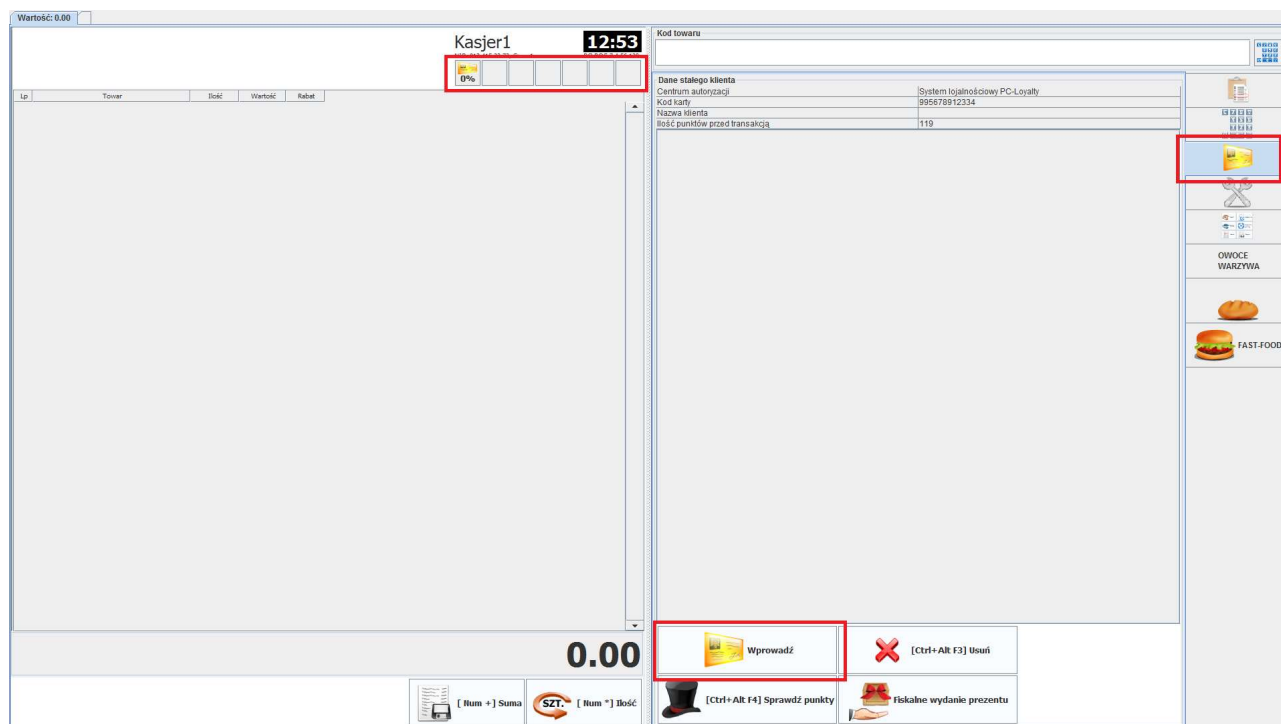 Wartość: 0.00
Kasjer1
12:53
0%
Lp Towar Ilość Wartość Rabat
0.00
[ Num +] Suma
SZT.
[ Num *] Ilość
Kod towaru
Dane stałego klienta
Centrum autoryzacji System lojalnościowy PC-Loyalty
Kod karty 995678912334
Nazwa klienta
Ilość punktów przed transakcją 119
Wprowadź
[Ctrl+Alt F3] Usuń
[Ctrl+Alt F4] Sprawdź punkty
Fiskalne wydanie prezentu
OWOCE
WARZYWA
FAST-FOOD